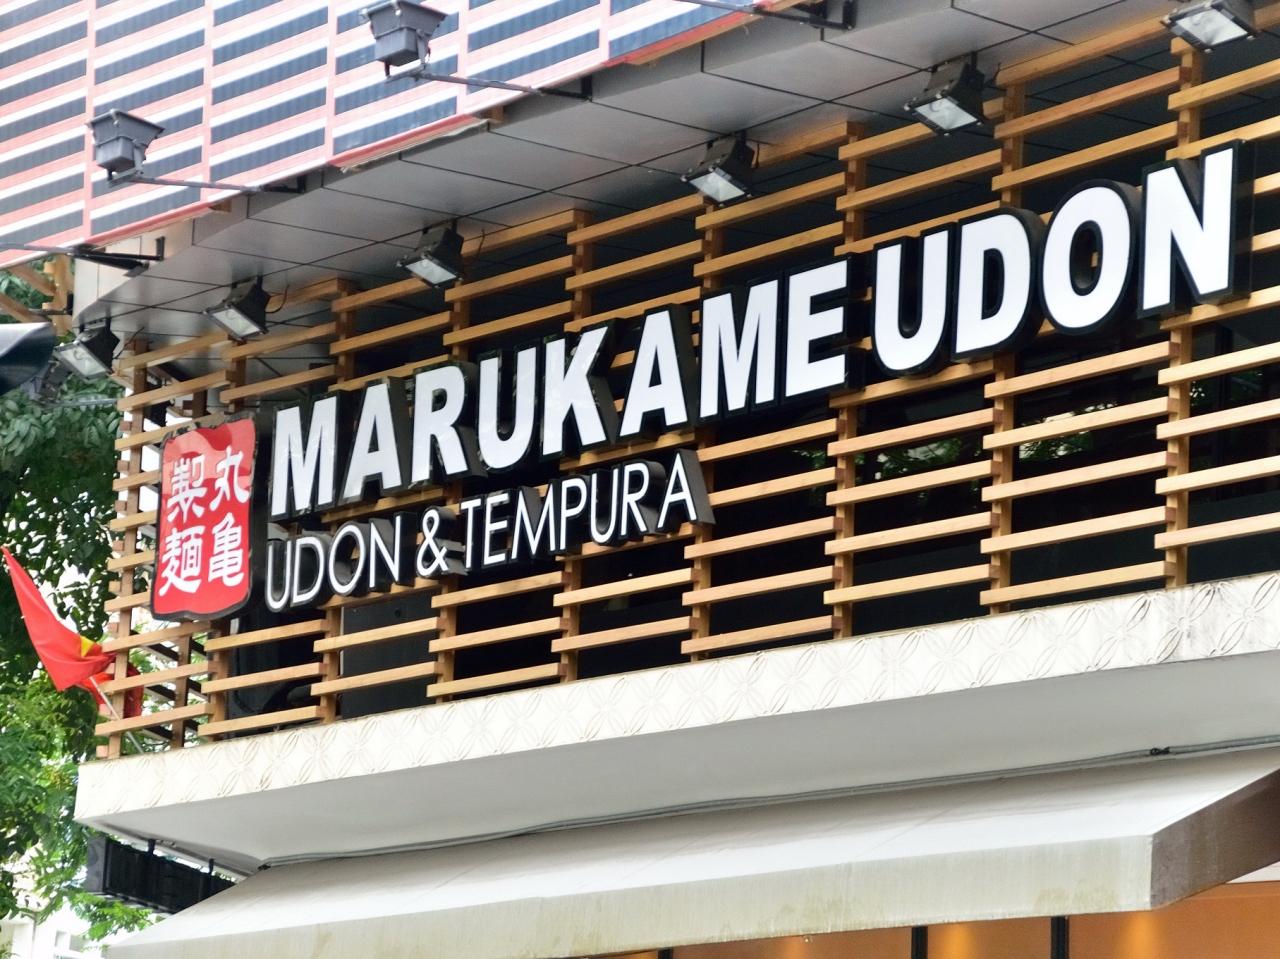 丸亀
製麺
MARUKAME UDON
UDON & TEMPURA